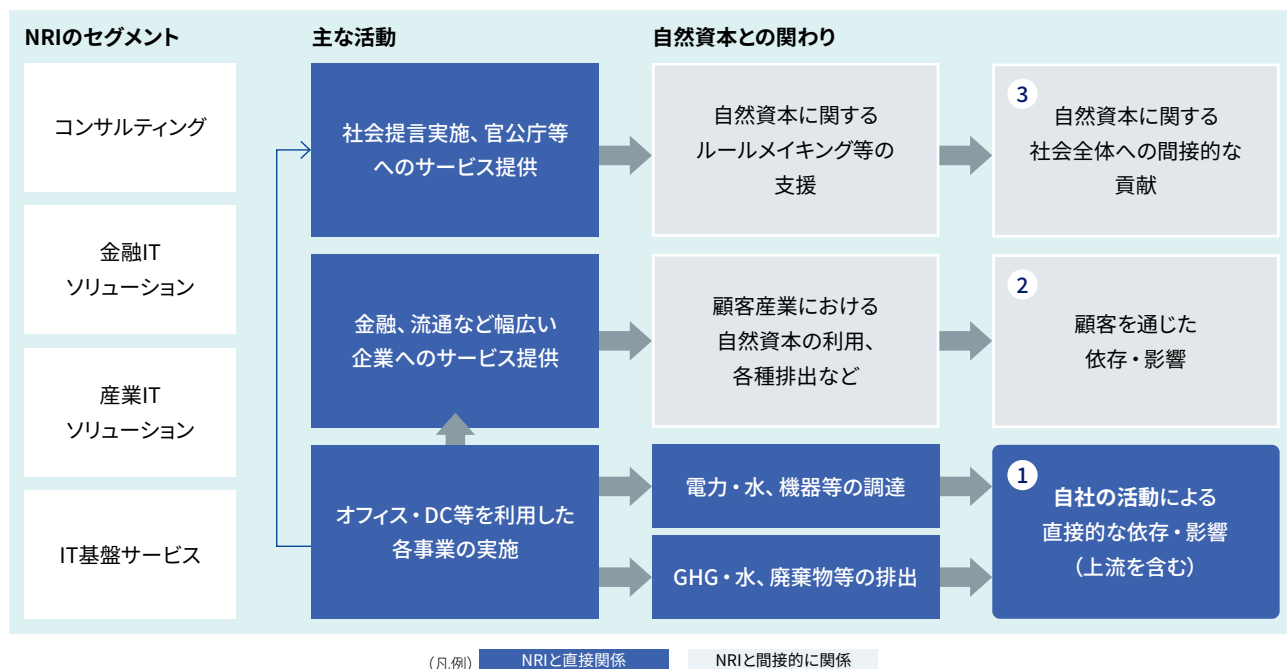 NRIのセグメント
主な活動
自然資本との関わり
コンサルティング
金融IT
ソリューション
産業IT
ソリューション
IT基盤サービス
社会提言実施、官公庁等
へのサービス提供
自然資本に関する
ルールメイキング等の
支援
3
自然資本に関する
社会全体への間接的な
貢献
金融、流通など幅広い
企業へのサービス提供
顧客産業における
自然資本の利用、
各種排出など
2
顧客を通じた
依存・影響
オフィス・DC等を利用した
各事業の実施
電力・水、機器等の調達
GHG・水、廃棄物等の排出
1
自社の活動による
直接的な依存・影響
（上流を含む）
（凡例）
NRIと直接関係
NRIと間接的に関係